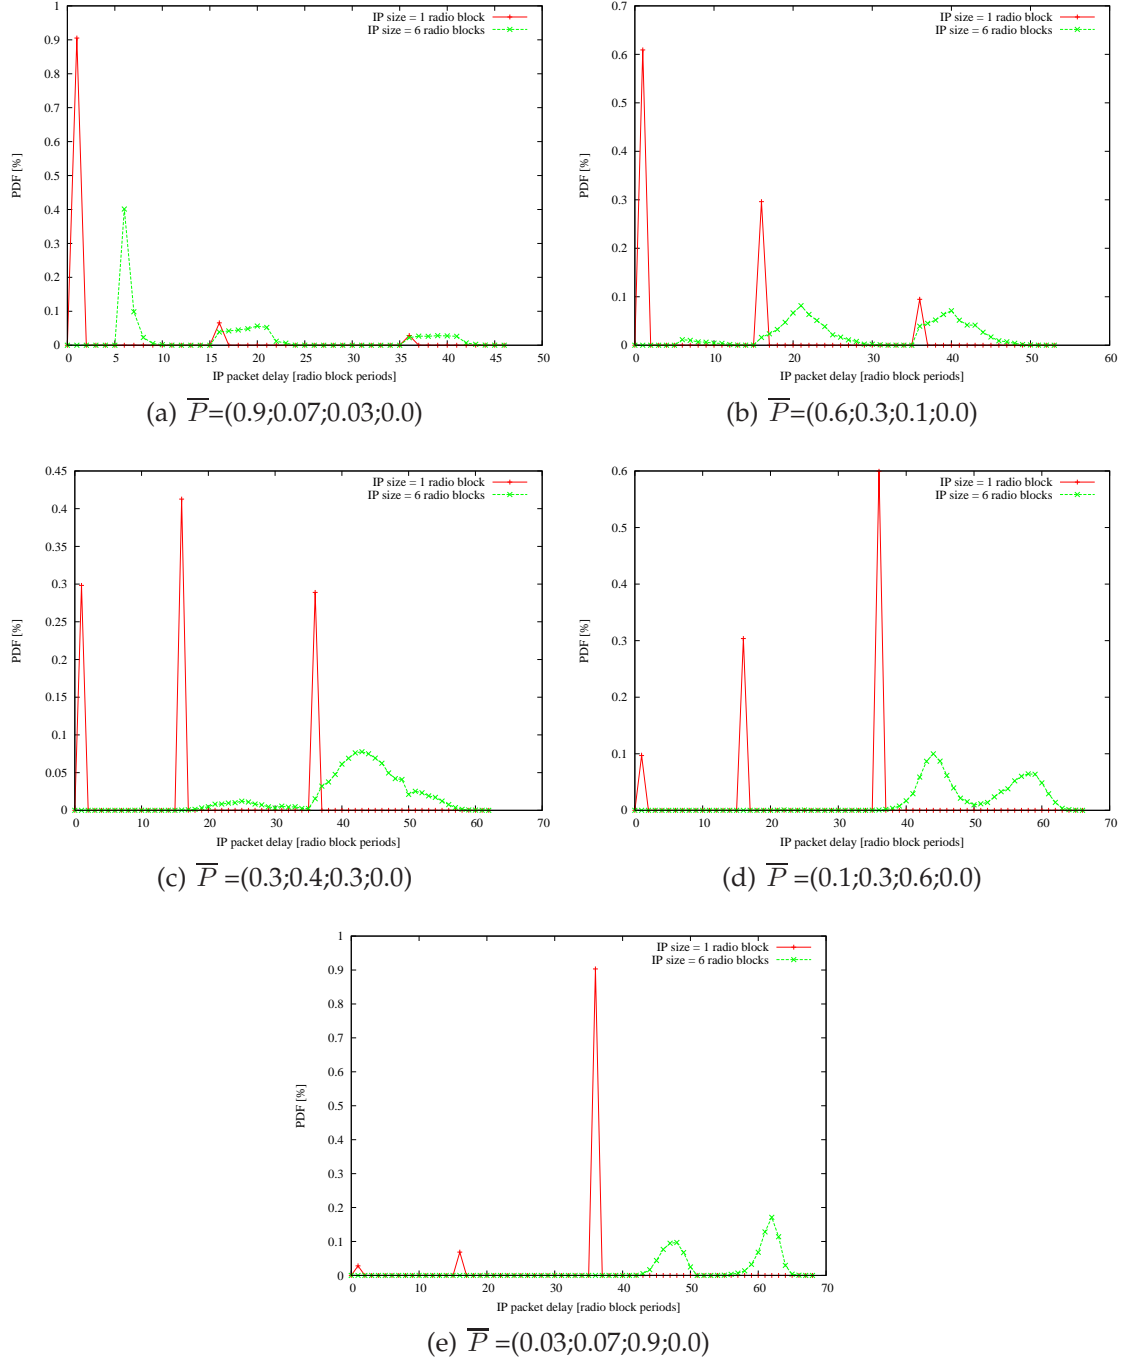 IP size = 1 radio block
IP size = 6 radio blocks
PDF [%]
1
0.9
0.8
0.7
0.6
0.5
0.4
0.3
0.2
0.1
0
0 5 10 15 20 25 30 35 40 45 50
IP packet delay [radio block periods]
(a) P=(0.9;0.07;0.03;0.0)
IP size = 1 radio block
IP size = 6 radio blocks
PDF [%]
0.7
0.6
0.5
0.4
0.3
0.2
0.1
0
0 10 20 30 40 50 60
IP packet delay [radio block periods]
(b) P=(0.6;0.3;0.1;0.0)
IP size = 1 radio block
IP size = 6 radio blocks
PDF [%]
0.45
0.4
0.35
0.3
0.25
0.2
0.15
0.1
0.05
0
0 10 20 30 40 50 60 70
IP packet delay [radio block periods]
(c) P =(0.3;0.4;0.3;0.0)
IP size = 1 radio block
IP size = 6 radio blocks
PDF [%]
0.6
0.5
0.4
0.3
0.2
0.1
0
0 10 20 30 40 50 60 70
IP packet delay [radio block periods]
(d) P =(0.1;0.3;0.6;0.0)
IP size = 1 radio block
IP size = 6 radio blocks
PDF [%]
1
0.9
0.8
0.7
0.6
0.5
0.4
0.3
0.2
0.1
0
0 10 20 30 40 50 60 70
IP packet delay [radio block periods]
(e) P =(0.03;0.07;0.9;0.0)